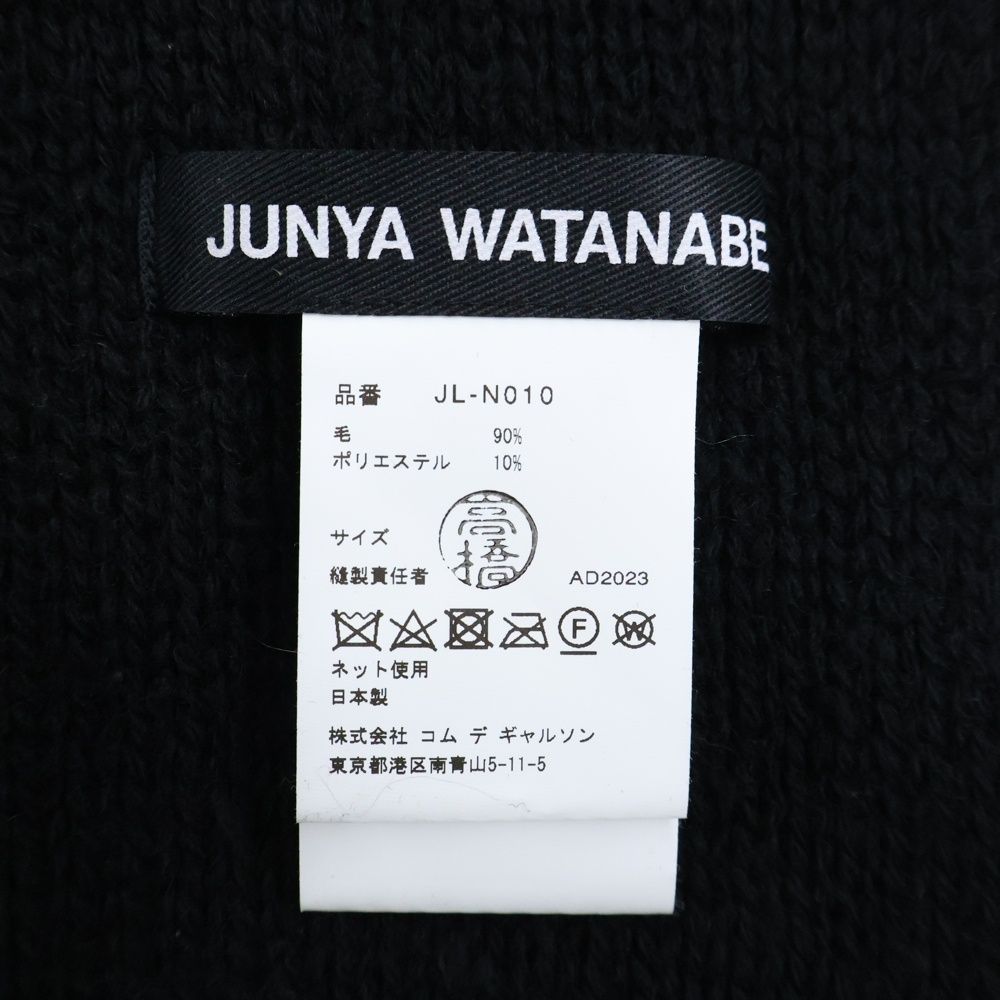 JUNYA WATANABE
品番 JL-N010
毛 90%
ポリエステル 10%
高橋
サイズ
縫製責任者 AD2023
F W
ネット使用
日本製
株式会社 コム デ ギャルソン
東京都港区南青山5-11-5